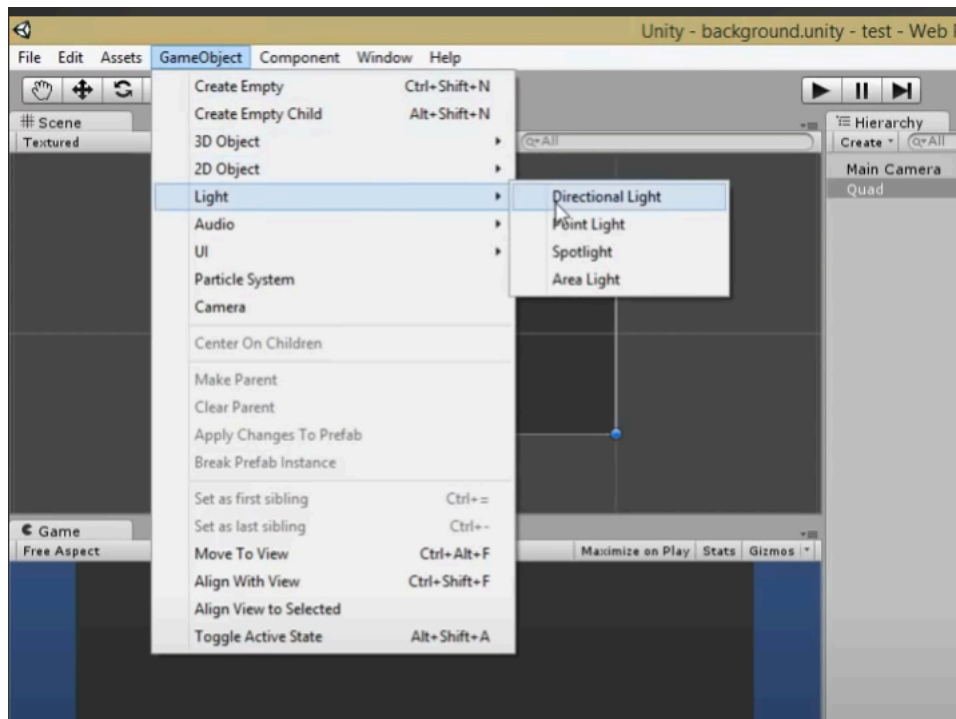 Unity - background.unity - test - Web
File Edit Assets GameObject Component Window Help
# Scene
Textured
All
Hierarchy
Create All
Main Camera
Quad
Create Empty Ctrl+Shift+N
Create Empty Child Alt+Shift+N
3D Object
2D Object
Light
Audio
UI
Particle System
Camera
Center On Children
Make Parent
Clear Parent
Apply Changes To Prefab
Break Prefab Instance
Set as first sibling Ctrl+=
Set as last sibling Ctrl+-
Move To View Ctrl+Alt+F
Align With View Ctrl+Shift+F
Align View to Selected
Toggle Active State Alt+Shift+A
Directional Light
Point Light
Spotlight
Area Light
Game
Free Aspect
Maximize on Play Stats Gizmos